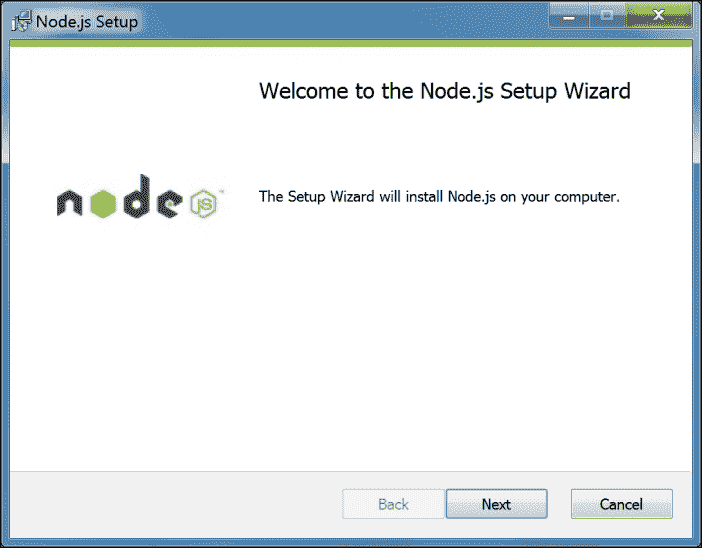 Node.js Setup
Welcome to the Node.js Setup Wizard
node
JS
™
The Setup Wizard will install Node.js on your computer.
Back
Next
Cancel